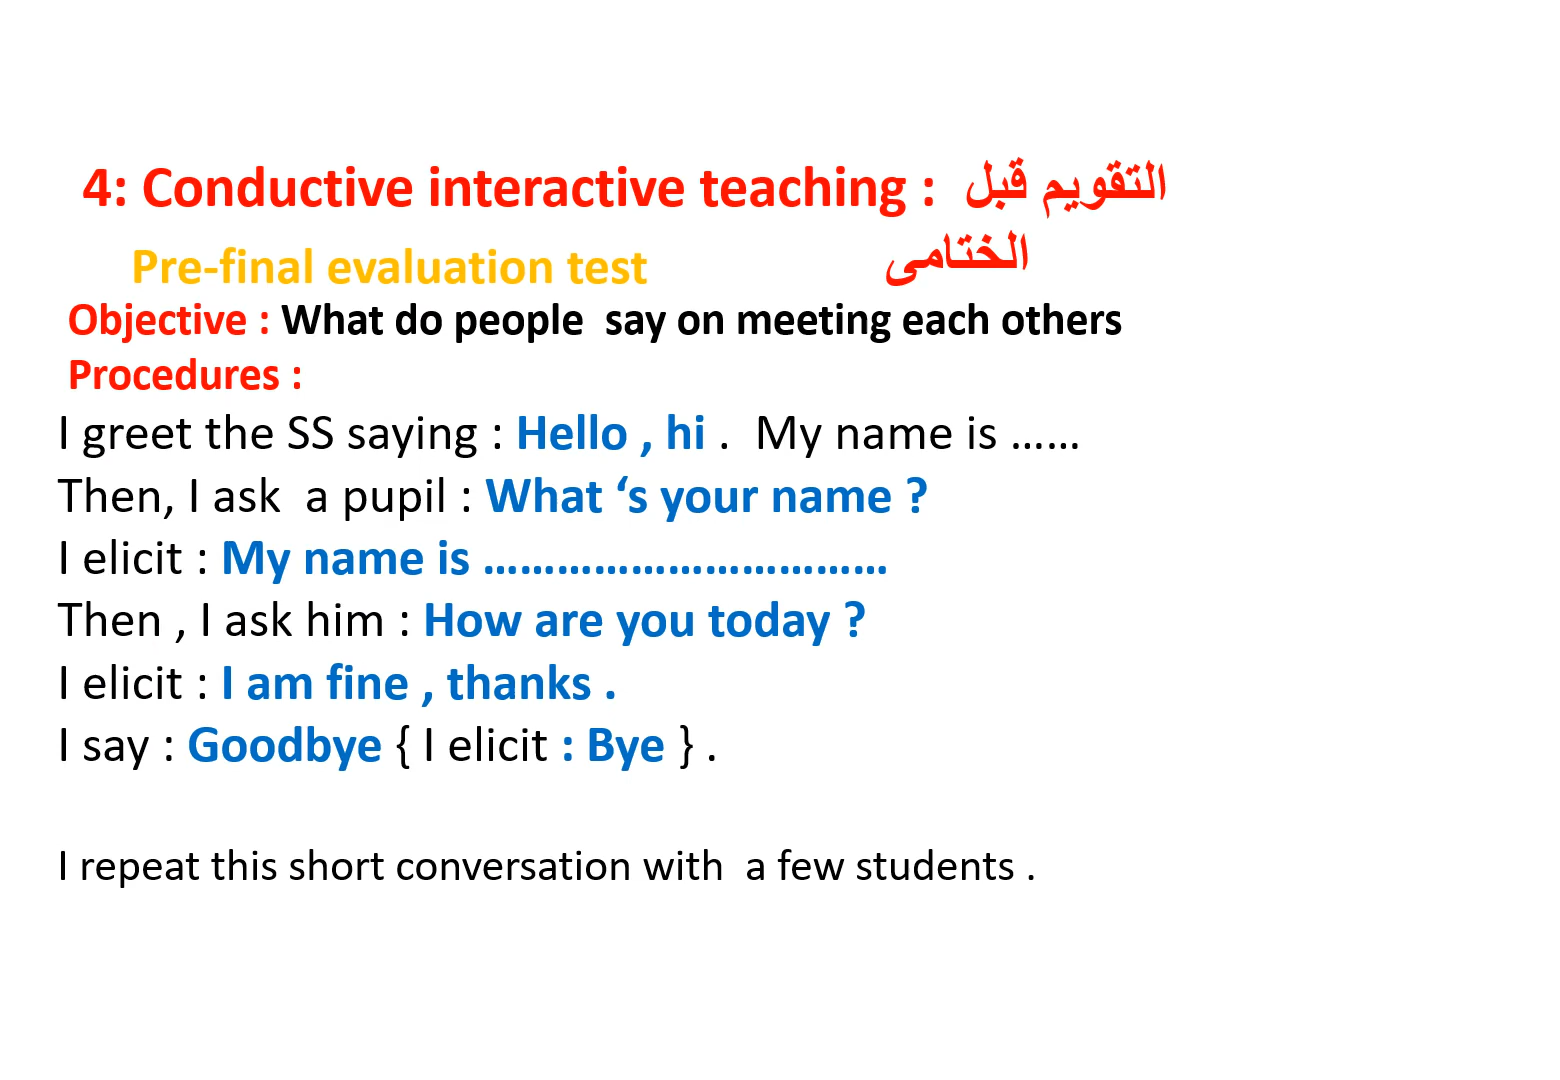 4: Conductive interactive teaching : التقويم قبل
Pre-final evaluation test الختامى
Objective : What do people say on meeting each others
Procedures :
I greet the SS saying : Hello , hi . My name is ......
Then, I ask a pupil : What ‘s your name ?
I elicit : My name is ……………………………
Then , I ask him : How are you today ?
I elicit : I am fine , thanks .
I say : Goodbye { I elicit : Bye } .
I repeat this short conversation with a few students .